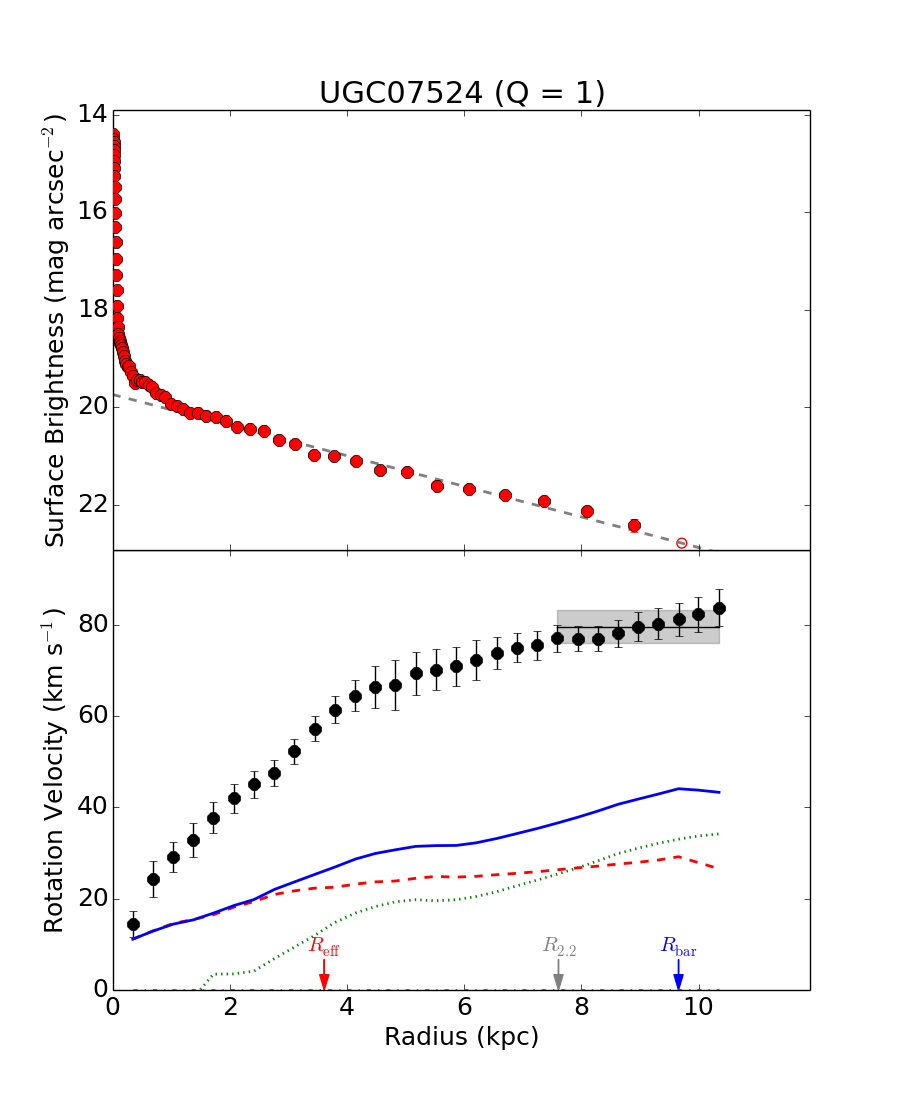 UGC07524 (Q = 1)
14
16
18
20
22
Surface Brightness (mag arcsec⁻²)
80
60
40
20
0
Rotation Velocity (km s⁻¹)
R_eff
R_2.2
R_bar
0 2 4 6 8 10
Radius (kpc)